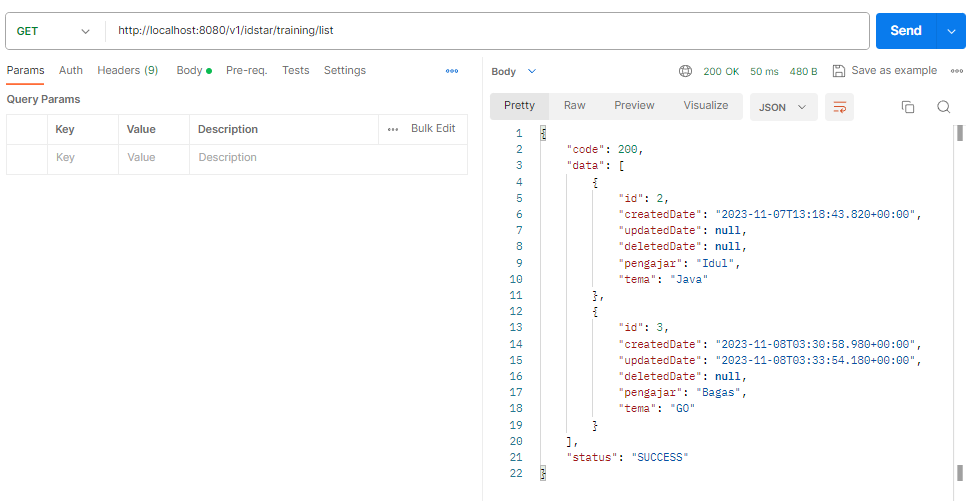 GET http://localhost:8080/v1/idstar/training/list Send
Params Auth Headers (9) Body Pre-req. Tests Settings
Query Params
Key Value Description Bulk Edit
Key Value Description
Body 200 OK 50 ms 480 B Save as example
Pretty Raw Preview Visualize JSON
1 {
2 "code": 200,
3 "data": [
4 {
5 "id": 2,
6 "createdDate": "2023-11-07T13:18:43.820+00:00",
7 "updatedDate": null,
8 "deletedDate": null,
9 "pengajar": "Idul",
10 "tema": "Java"
11 },
12 {
13 "id": 3,
14 "createdDate": "2023-11-08T03:30:58.980+00:00",
15 "updatedDate": "2023-11-08T03:33:54.180+00:00",
16 "deletedDate": null,
17 "pengajar": "Bagas",
18 "tema": "GO"
19 }
20 ],
21 "status": "SUCCESS"
22 }